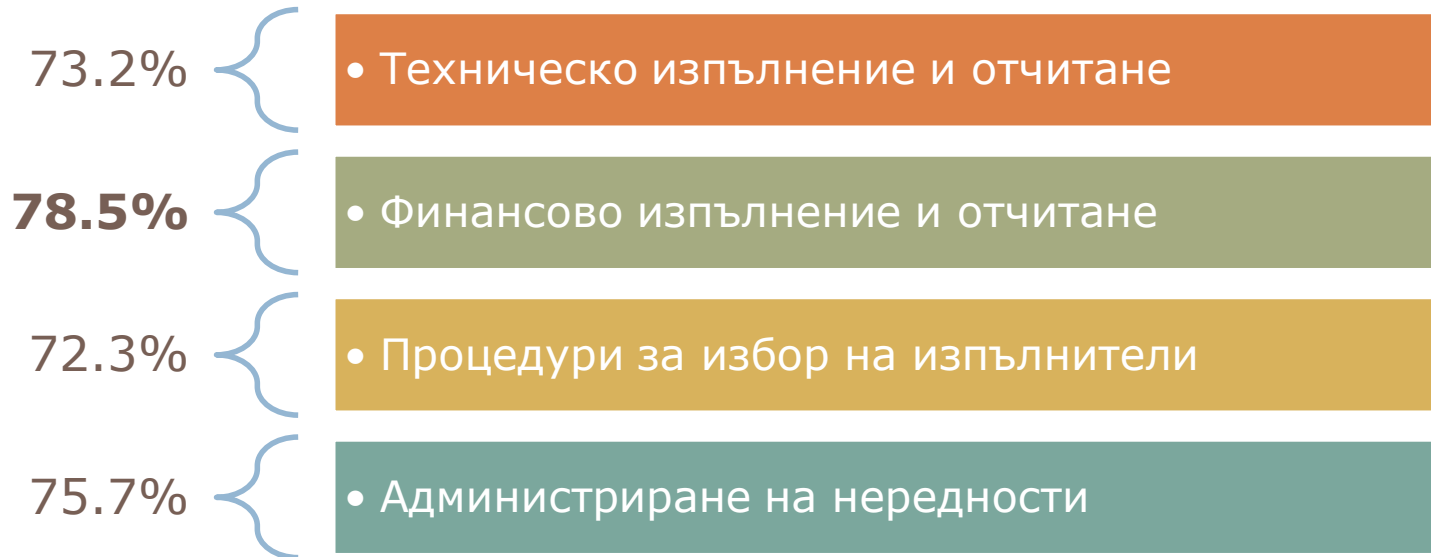 73.2%
• Техническо изпълнение и отчитане
78.5%
• Финансово изпълнение и отчитане
72.3%
• Процедури за избор на изпълнители
75.7%
• Администриране на нередности